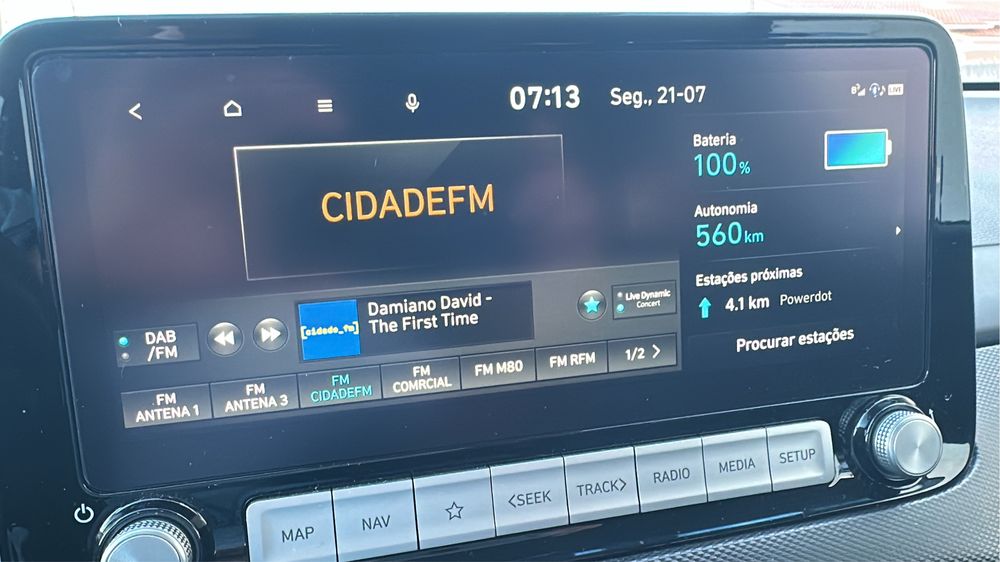 07:13
Seg., 21-07
LIVE
CIDADEFM
Bateria
100%
Autonomia
560km
Estações próximas
4.1 km Powerdot
Procurar estações
DAB
/FM
[cidade_fm]
Damiano David -
The First Time
Live Dynamic
Concert
FM
ANTENA 1
FM
ANTENA 3
FM
CIDADEFM
FM
COMRCIAL
FM M80
FM RFM
1/2 >
MAP
NAV
<SEEK
TRACK>
RADIO
MEDIA
SETUP